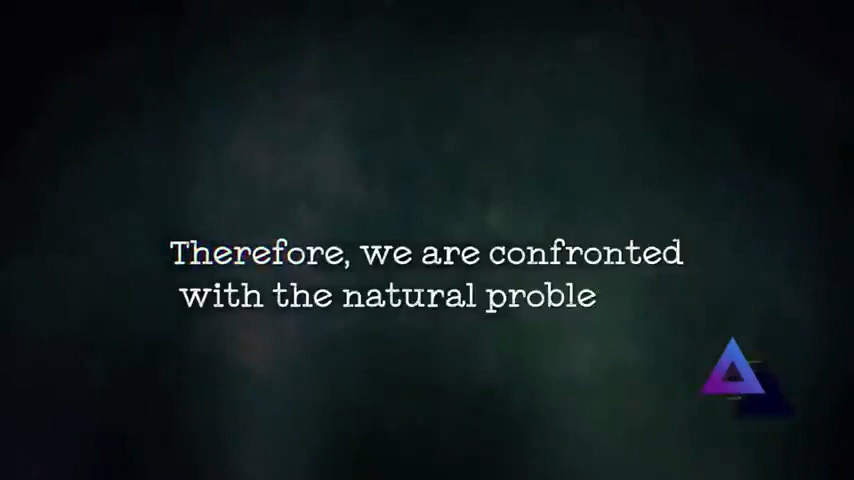 Therefore, we are confronted
with the natural proble